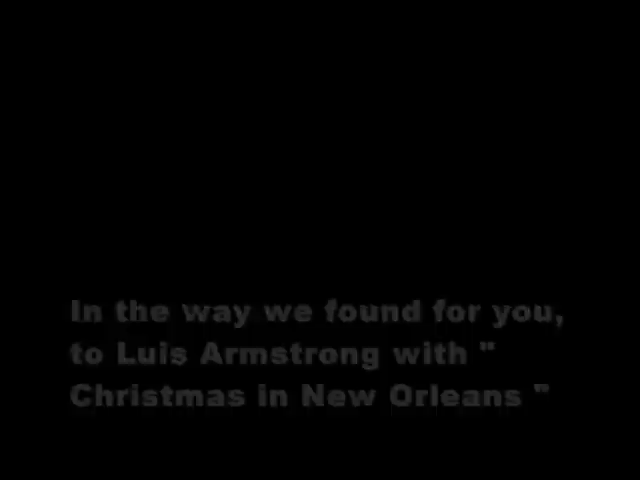 In the way we found for you,
to Luis Armstrong with "
Christmas in New Orleans "